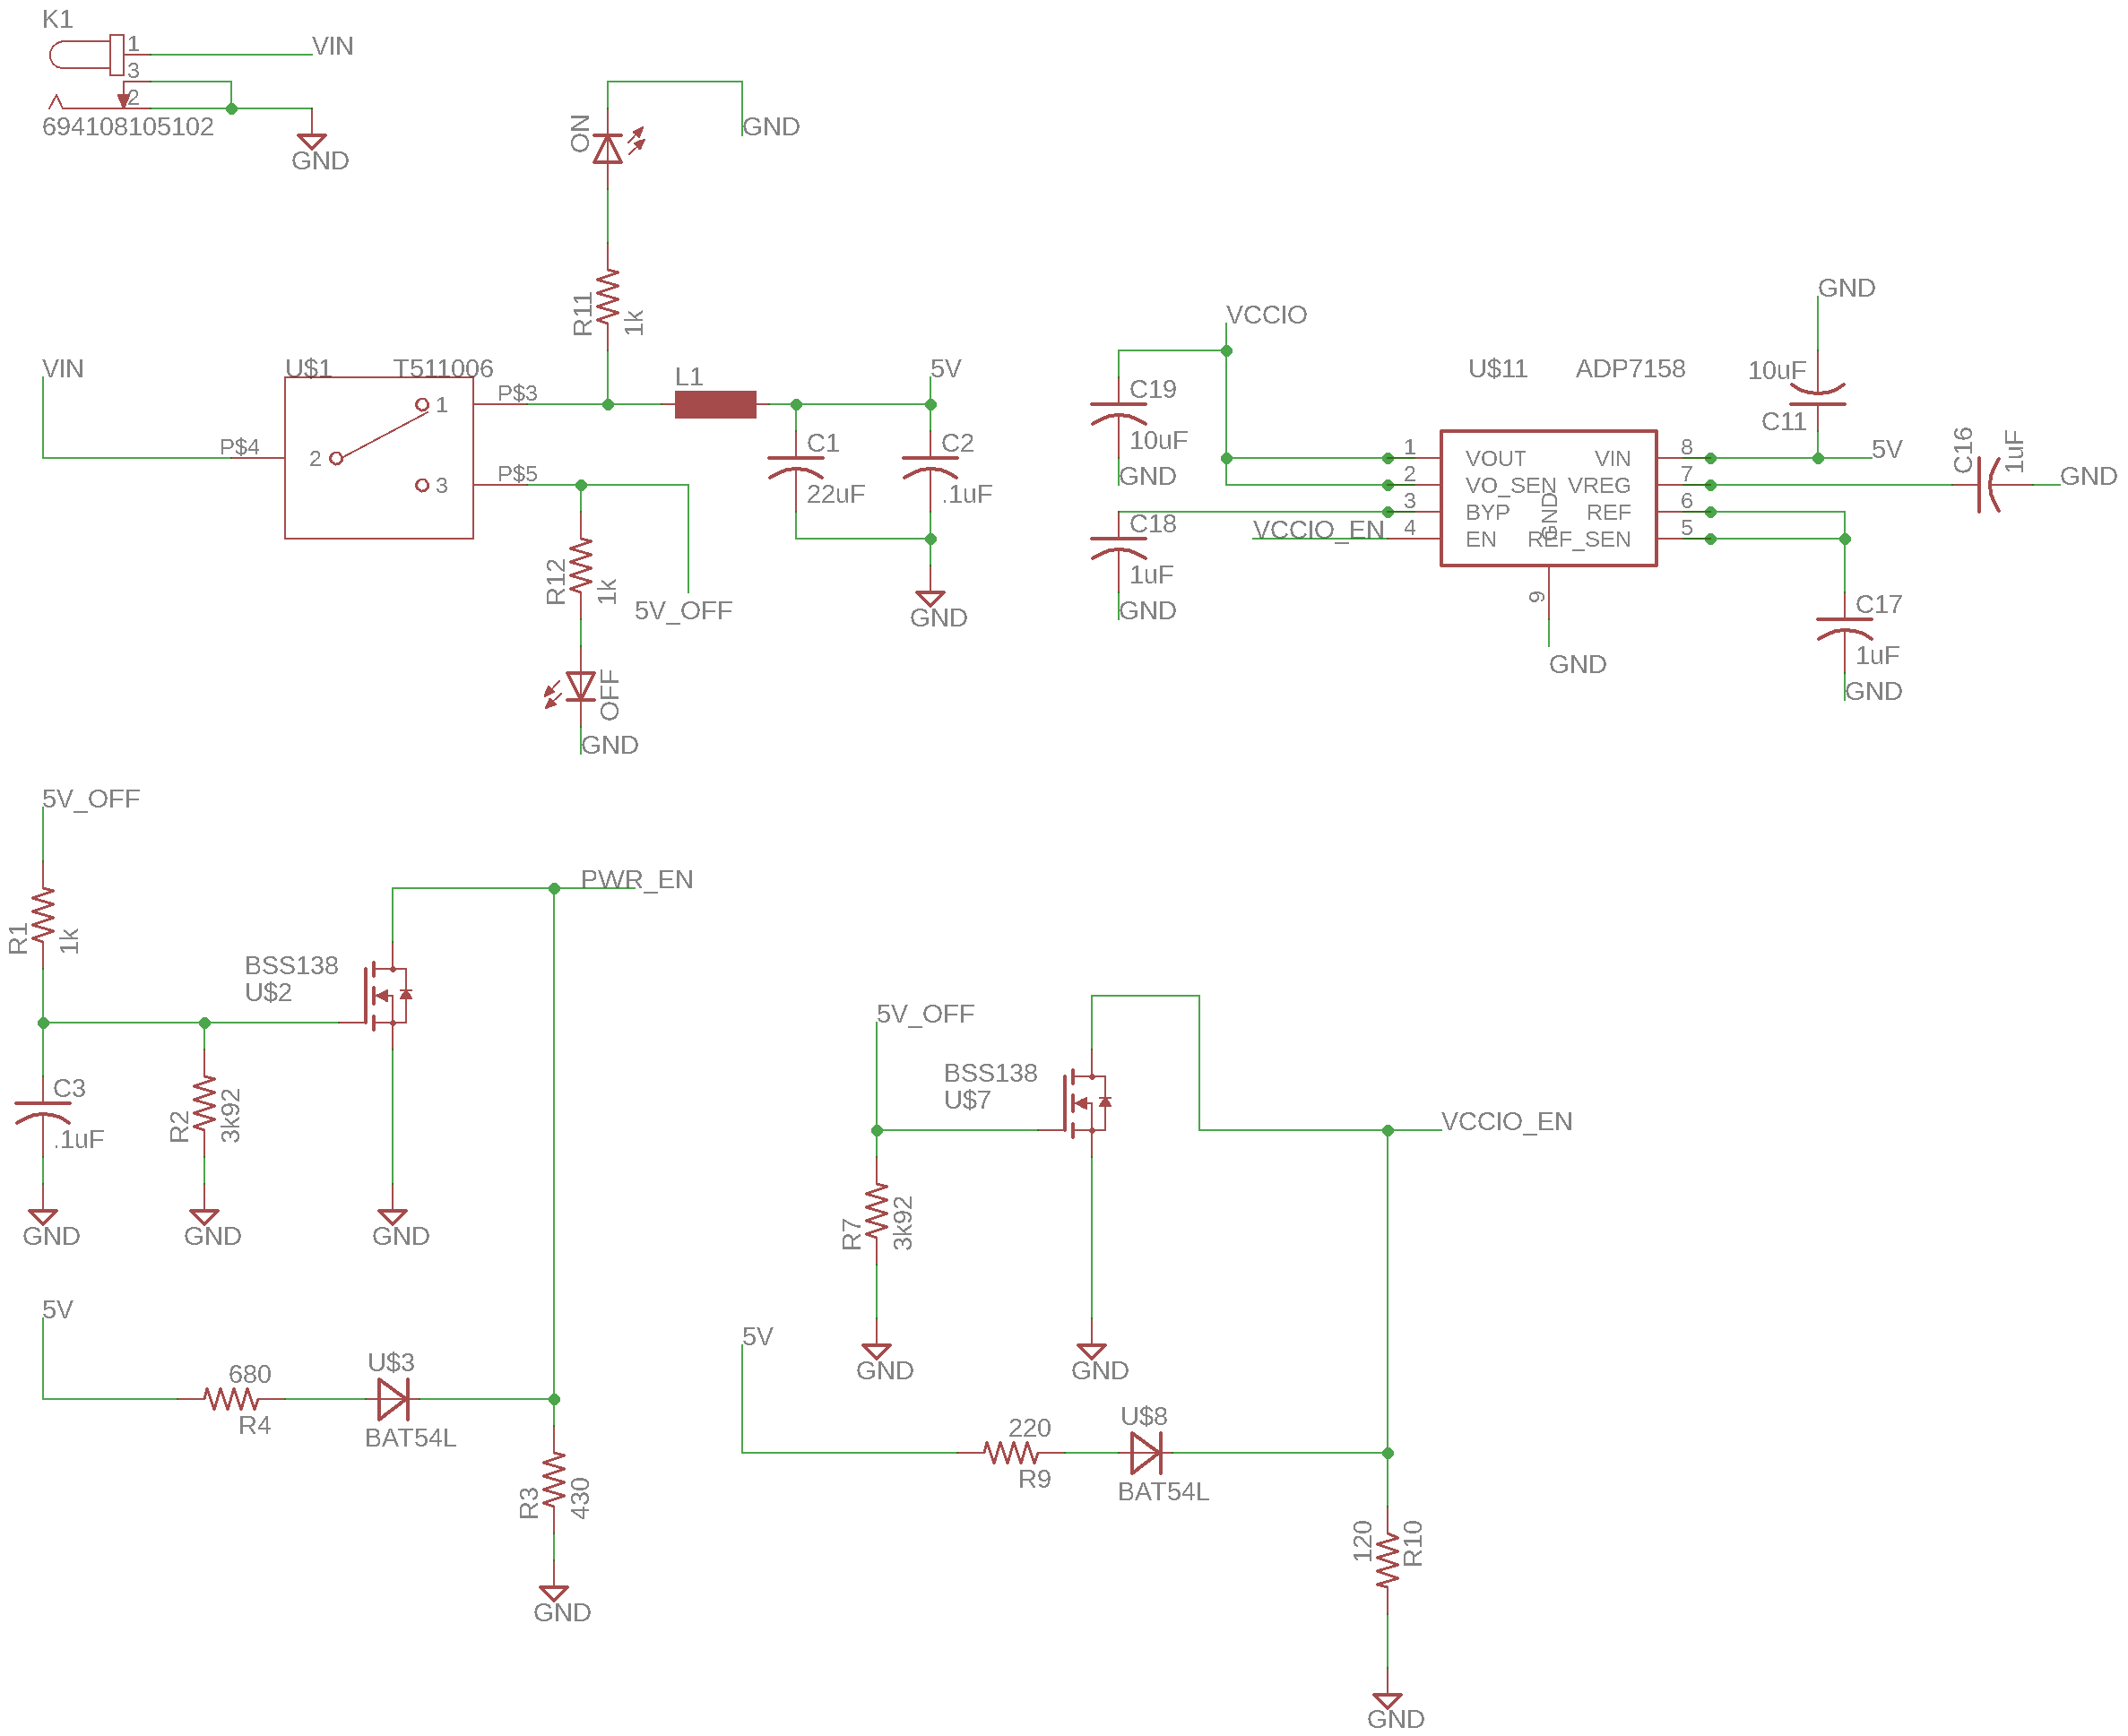 K1
1
VIN
3
2
694108105102
GND
ON
GND
R11
1k
VIN
U$1
T511006
P$3
L1
5V
1
P$4
2
3
P$5
C1
22uF
C2
.1uF
R12
1k
5V_OFF
GND
OFF
GND
VCCIO
C19
10uF
GND
C18
1uF
GND
VCCIO_EN
U$11
ADP7158
1
2
3
4
VOUT
VO_SEN
BYP
EN
GND
VIN
VREG
REF
REF_SEN
8
7
6
5
9
GND
GND
10uF
C11
5V
C16
1uF
GND
C17
1uF
GND
5V_OFF
R1
1k
C3
.1uF
GND
R2
3k92
GND
BSS138
U$2
GND
PWR_EN
5V
680
R4
U$3
BAT54L
R3
430
GND
5V_OFF
BSS138
U$7
R7
3k92
GND
GND
VCCIO_EN
5V
220
R9
U$8
BAT54L
120
R10
GND